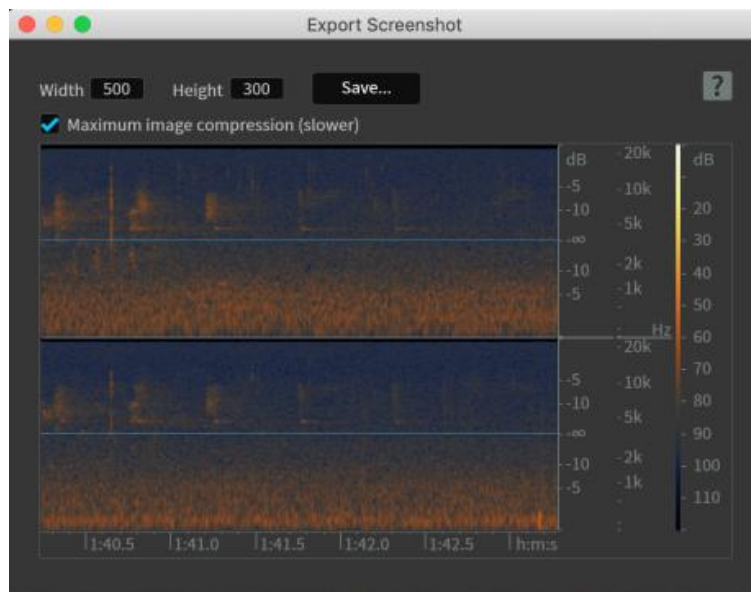 Export Screenshot
Width 500 Height 300 Save... ?
Maximum image compression (slower)
dB -20k dB
-5 -10k
-10 - 20
-5k
-∞ - 30
-2k
-10 - 40
-5 -1k
- 50
Hz - 60
-20k
- 70
-5 -10k
-10 - 80
-5k
-∞ - 90
-10 -2k - 100
-5 -1k
- 110
1:40.5 1:41.0 1:41.5 1:42.0 1:42.5 h:m:s